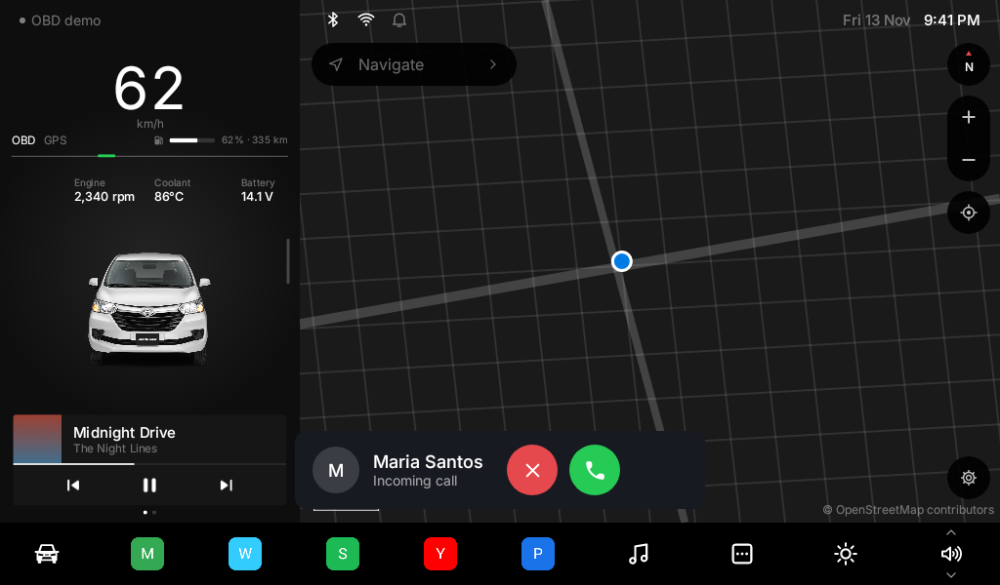 OBD demo
Fri 13 Nov 9:41 PM
Navigate
N
62
km/h
OBD GPS 62% · 335 km
Engine Coolant Battery
2,340 rpm 86°C 14.1 V
Midnight Drive
The Night Lines
M
Maria Santos
Incoming call
© OpenStreetMap contributors
M W S Y P